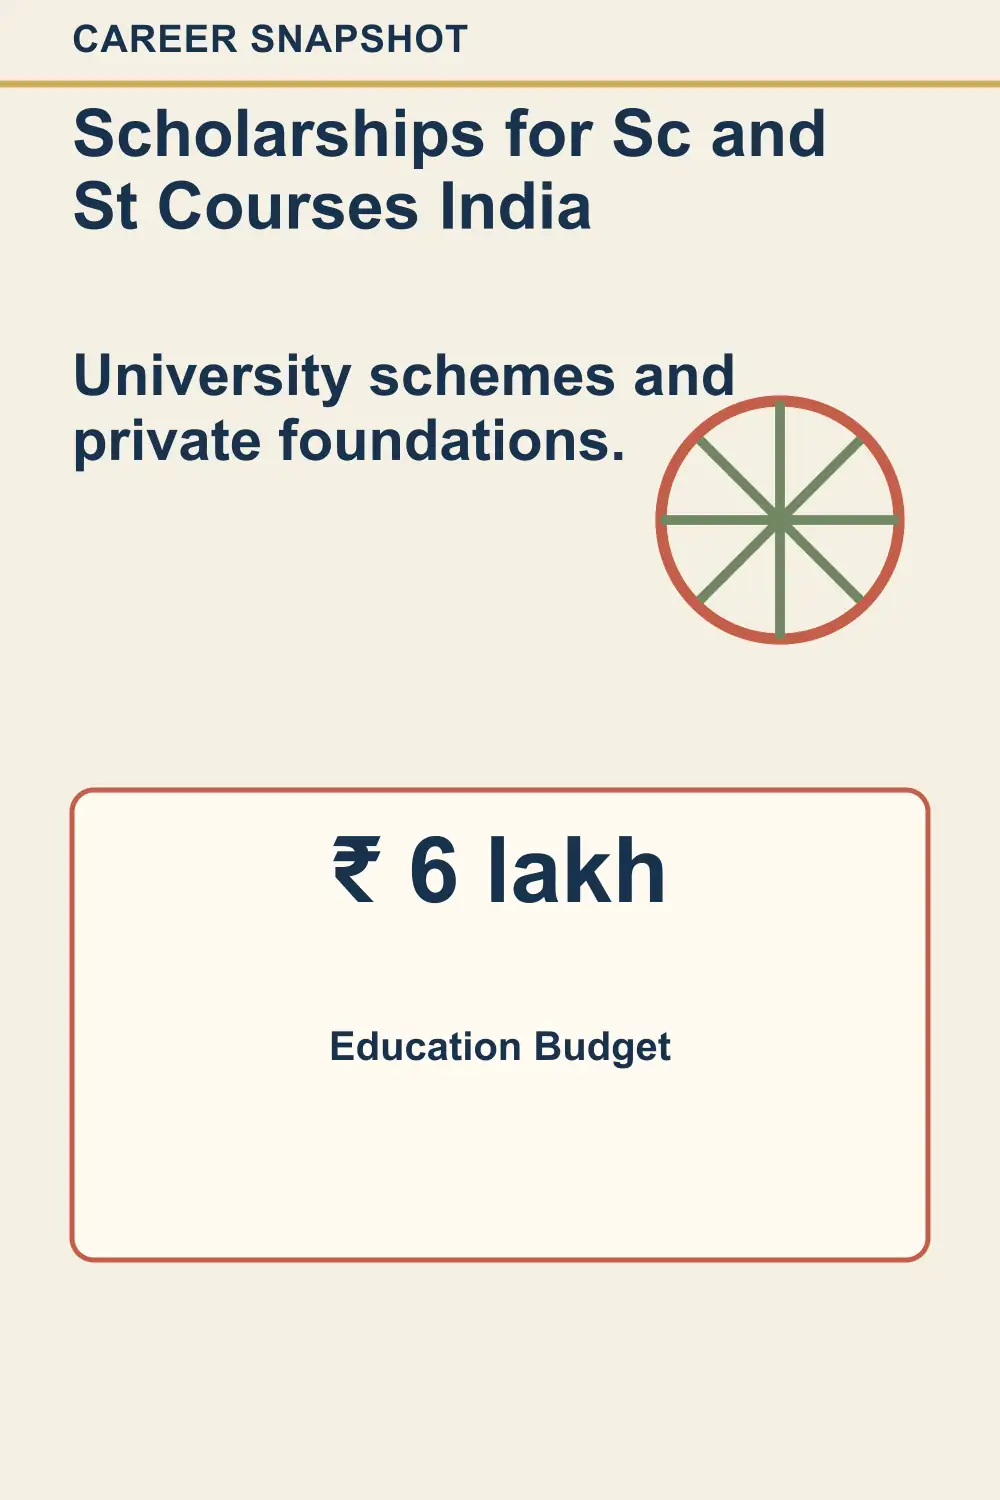 CAREER SNAPSHOT
Scholarships for Sc and
St Courses India
University schemes and
private foundations.
₹ 6 lakh
Education Budget